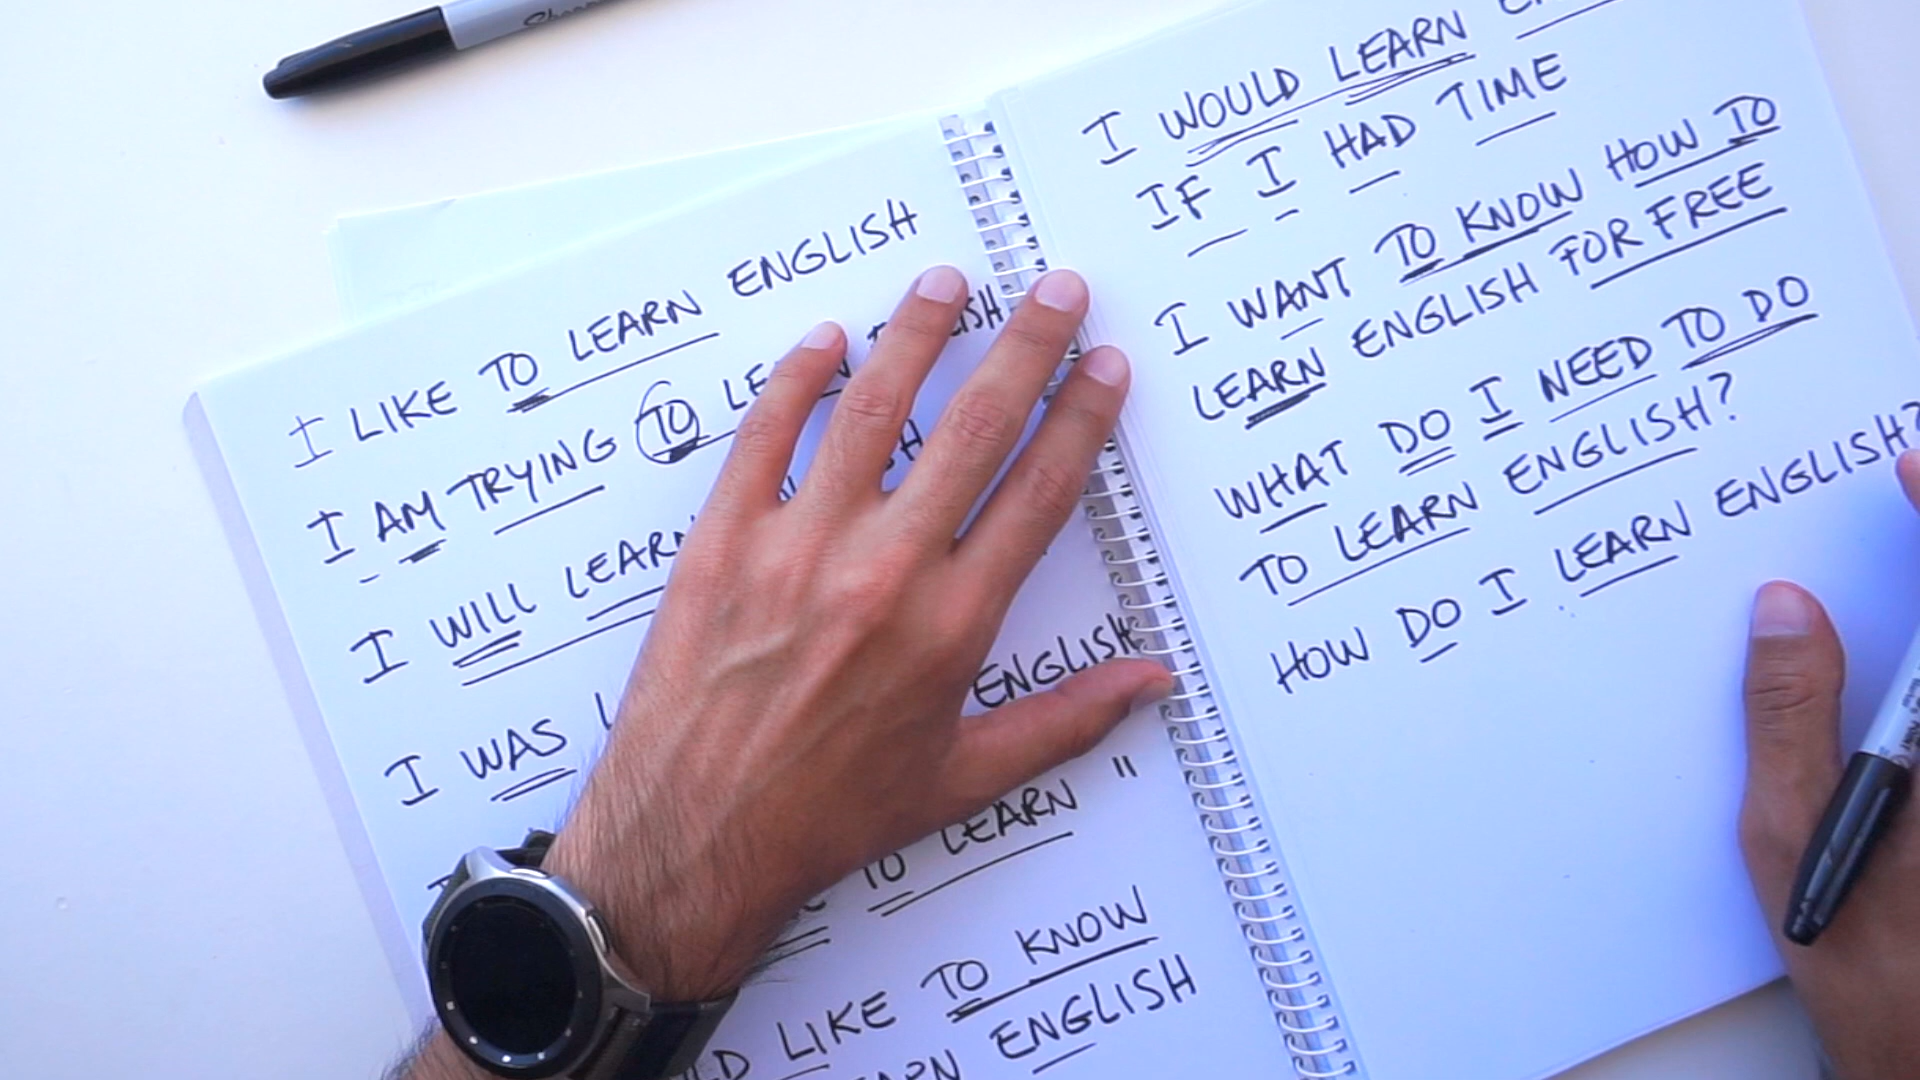 Sharpie
I LIKE TO LEARN ENGLISH
I AM TRYING TO
I WILL LEARN
I WAS ENGLISH
TO LEARN "
LIKE TO KNOW
ENGLISH
I WOULD LEARN
IF I HAD TIME
I WANT TO KNOW HOW TO
LEARN ENGLISH FOR FREE
WHAT DO I NEED TO DO
TO LEARN ENGLISH?
HOW DO I LEARN ENGLISH?